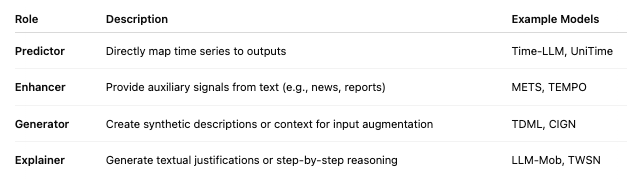 Role Description Example Models
Predictor Directly map time series to outputs Time-LLM, UniTime
Enhancer Provide auxiliary signals from text (e.g., news, reports) METS, TEMPO
Generator Create synthetic descriptions or context for input augmentation TDML, CIGN
Explainer Generate textual justifications or step-by-step reasoning LLM-Mob, TWSN